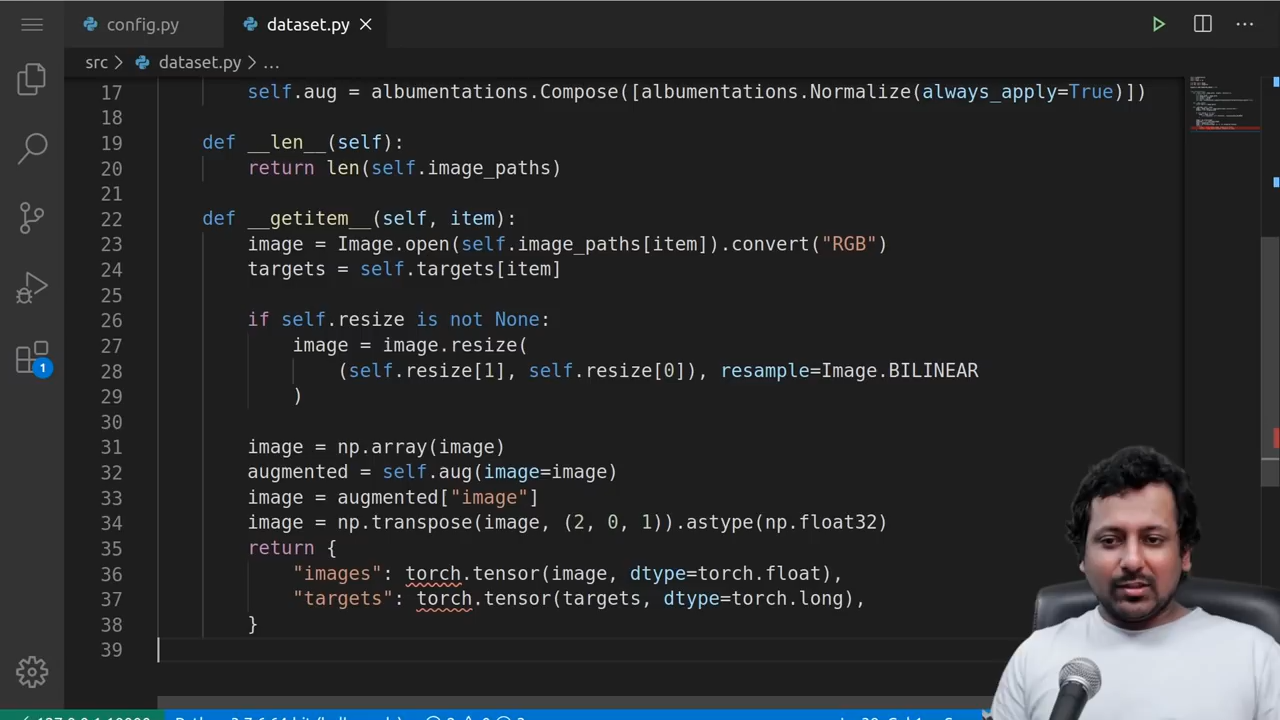 config.py
dataset.py
src > dataset.py > ...
17 self.aug = albumentations.Compose([albumentations.Normalize(always_apply=True)])
18
19 def __len__(self):
20 return len(self.image_paths)
21
22 def __getitem__(self, item):
23 image = Image.open(self.image_paths[item]).convert("RGB")
24 targets = self.targets[item]
25
26 if self.resize is not None:
27 image = image.resize(
28 (self.resize[1], self.resize[0]), resample=Image.BILINEAR
29 )
30
31 image = np.array(image)
32 augmented = self.aug(image=image)
33 image = augmented["image"]
34 image = np.transpose(image, (2, 0, 1)).astype(np.float32)
35 return {
36 "images": torch.tensor(image, dtype=torch.float),
37 "targets": torch.tensor(targets, dtype=torch.long),
38 }
39
1